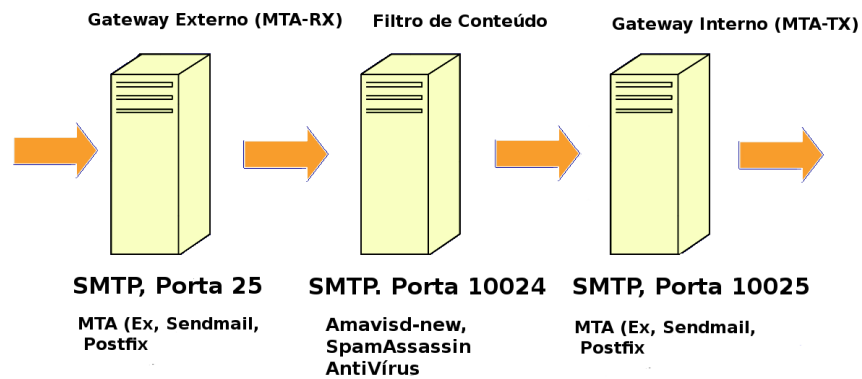 Gateway Externo (MTA-RX)
Filtro de Conteúdo
Gateway Interno (MTA-TX)
SMTP, Porta 25
SMTP. Porta 10024
SMTP, Porta 10025
MTA (Ex, Sendmail,
Postfix
Amavisd-new,
SpamAssassin
AntiVírus
MTA (Ex, Sendmail,
Postfix